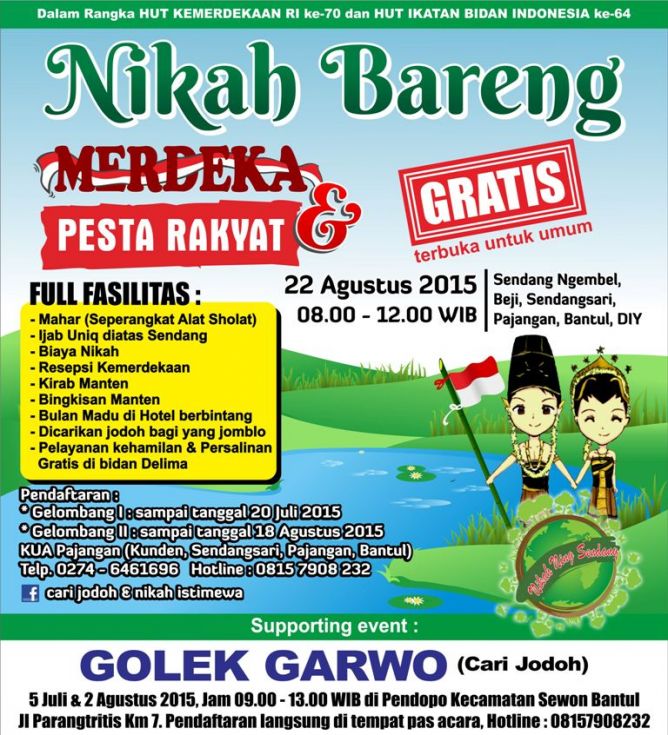 Dalam Rangka HUT KEMERDEKAAN RI ke-70 dan HUT IKATAN BIDAN INDONESIA ke-64
Nikah Bareng
MERDEKA
&
PESTA RAKYAT
GRATIS
terbuka untuk umum
22 Agustus 2015
08.00 - 12.00 WIB
Sendang Ngembel,
Beji, Sendangsari,
Pajangan, Bantul, DIY
FULL FASILITAS :
- Mahar (Seperangkat Alat Sholat)
- Ijab Uniq diatas Sendang
- Biaya Nikah
- Resepsi Kemerdekaan
- Kirab Manten
- Bingkisan Manten
- Bulan Madu di Hotel berbintang
- Dicarikan jodoh bagi yang jomblo
- Pelayanan kehamilan & Persalinan
Gratis di bidan Delima
Pendaftaran :
* Gelombang I : sampai tanggal 20 Juli 2015
* Gelombang II : sampai tanggal 18 Agustus 2015
KUA Pajangan (Kunden, Sendangsari, Pajangan, Bantul)
Telp. 0274 - 6461696 Hotline : 0815 7908 232
f cari jodoh & nikah istimewa
Nikah Ning Sendang
Supporting event :
GOLEK GARWO (Cari Jodoh)
5 Juli & 2 Agustus 2015, Jam 09.00 - 13.00 WIB di Pendopo Kecamatan Sewon Bantul
Jl Parangtritis Km 7. Pendaftaran langsung di tempat pas acara, Hotline : 08157908232